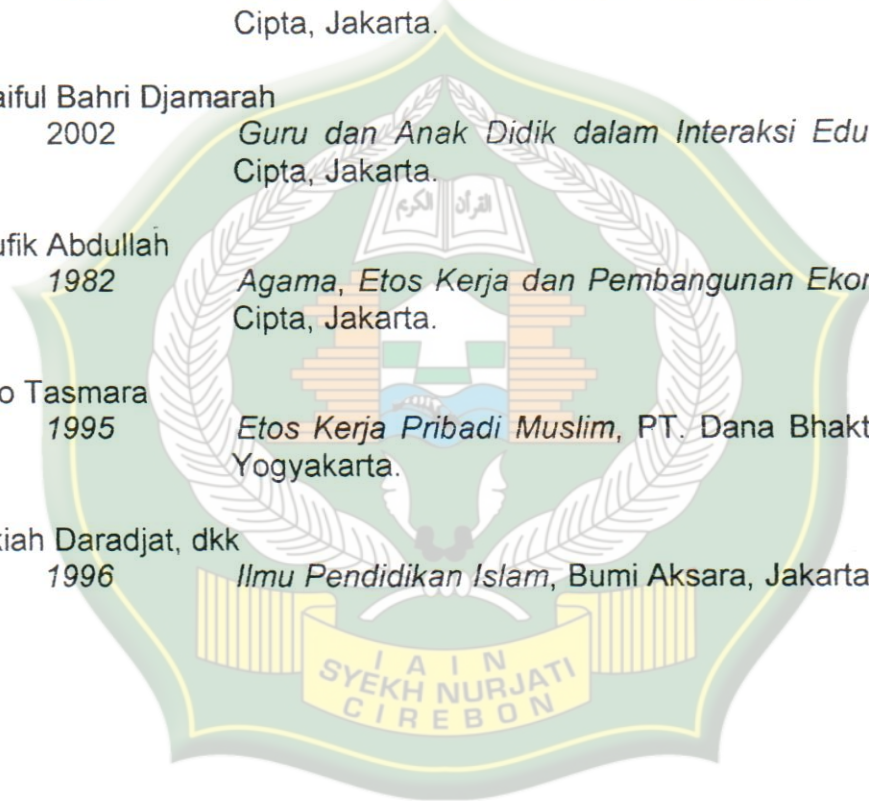 Cipta, Jakarta.
aiful Bahri Djamarah
2002 Guru dan Anak Didik dalam Interaksi Edu
Cipta, Jakarta.
القرآن الكريم
ufik Abdullah
1982 Agama, Etos Kerja dan Pembangunan Ekor
Cipta, Jakarta.
o Tasmara
1995 Etos Kerja Pribadi Muslim, PT. Dana Bhakt
Yogyakarta.
kiah Daradjat, dkk
1996 Ilmu Pendidikan Islam, Bumi Aksara, Jakarta
I A I N
SYEKH NURJATI
CIREBON